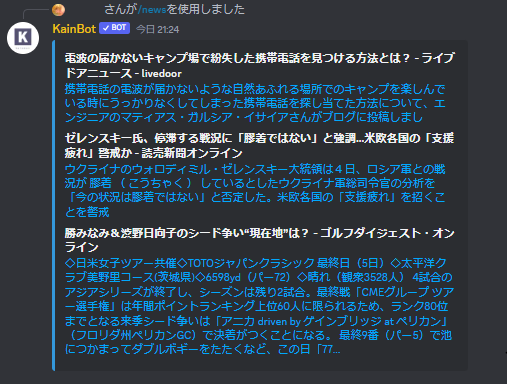 さんが/newsを使用しました
K
KainBot ✓ BOT 今日 21:24
電波の届かないキャンプ場で紛失した携帯電話を見つける方法とは? - ライブ
ドアニュース - livedoor
携帯電話の電波が届かないような自然あふれる場所でのキャンプを楽しんで
いる時にうっかりなくしてしまった携帯電話を探し当てた方法について、エ
ンジニアのマティアス・ガルシア・イサイアさんがブログに投稿しまし
ゼレンスキー氏、停滞する戦況に「膠着ではない」と強調…米欧各国の「支援
疲れ」警戒か - 読売新聞オンライン
ウクライナのウォロディミル・ゼレンスキー大統領は4日、ロシア軍との戦
況が 膠着 (こうちゃく) しているとしたウクライナ軍総司令官の分析を
「今の状況は膠着ではない」と否定した。米欧各国の「支援疲れ」を招くこ
とを警戒
勝みなみ&渋野日向子のシード争い“現在地”は? - ゴルフダイジェスト・オン
ライン
◇日米女子ツアー共催◇TOTOジャパンクラシック 最終日(5日)◇太平洋ク
ラブ美野里コース(茨城県)◇6598yd(パー72)◇晴れ(観衆3528人) 4試合の
アジアシリーズが終了し、シーズンは残り2試合。最終戦「CMEグループ ツア
ー選手権」は年間ポイントランキング上位60人に限られるため、ランク80位
までとなる来季シード争いは「アニカ driven by ゲインブリッジ at ペリカン」
(フロリダ州ペリカンGC)で決着がつくことになる。 最終9番(パー5)で池
につかまってダブルボギーをたたくなど、この日「77...